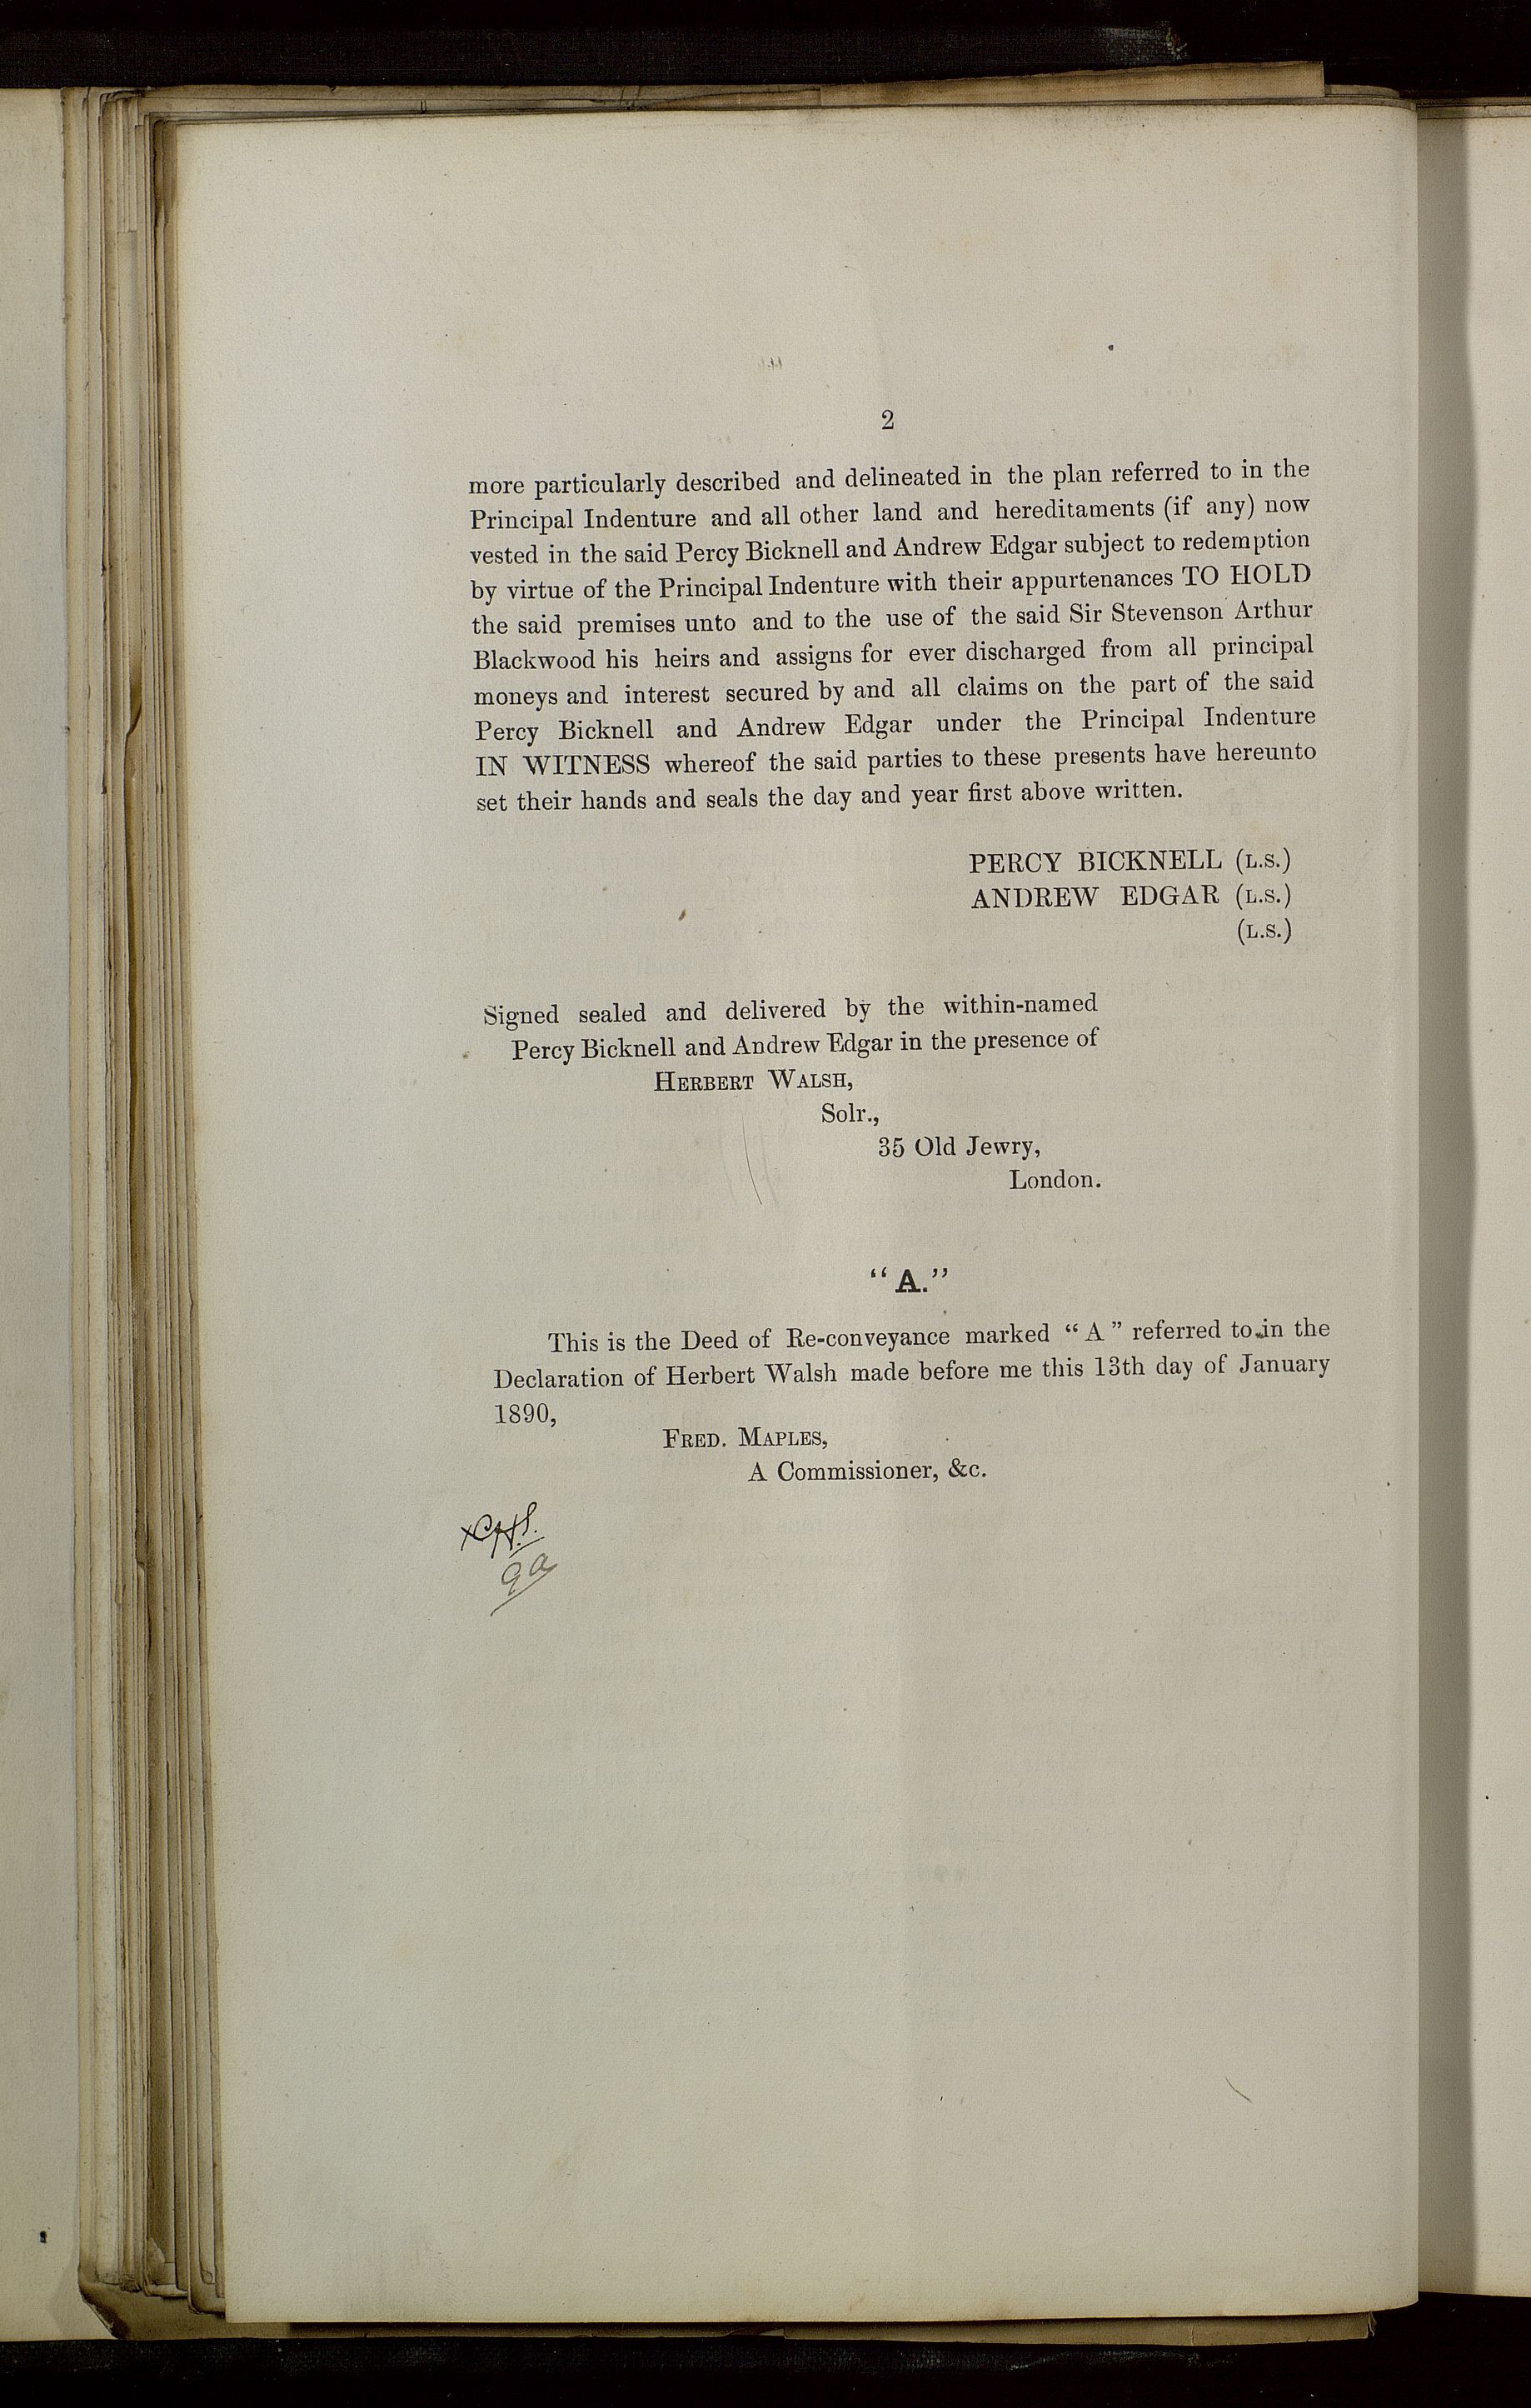 2
more particularly described and delineated in the plan referred to in the
Principal Indenture and all other land and hereditaments (if any) now
vested in the said Percy Bicknell and Andrew Edgar subject to redemption
by virtue of the Principal Indenture with their appurtenances TO HOLD
the said premises unto and to the use of the said Sir Stevenson Arthur
Blackwood his heirs and assigns for ever discharged from all principal
moneys and interest secured by and all claims on the part of the said
Percy Bicknell and Andrew Edgar under the Principal Indenture
IN WITNESS whereof the said parties to these presents have hereunto
set their hands and seals the day and year first above written.
PERCY BICKNELL (L.S.)
ANDREW EDGAR (L.S.)
(L.S.)
Signed sealed and delivered by the within-named
Percy Bicknell and Andrew Edgar in the presence of
HERBERT WALSH,
Solr.,
35 Old Jewry,
London.
“A.”
This is the Deed of Re-conveyance marked “A” referred to in the
Declaration of Herbert Walsh made before me this 13th day of January
1890,
FRED. MAPLES,
A Commissioner, &c.